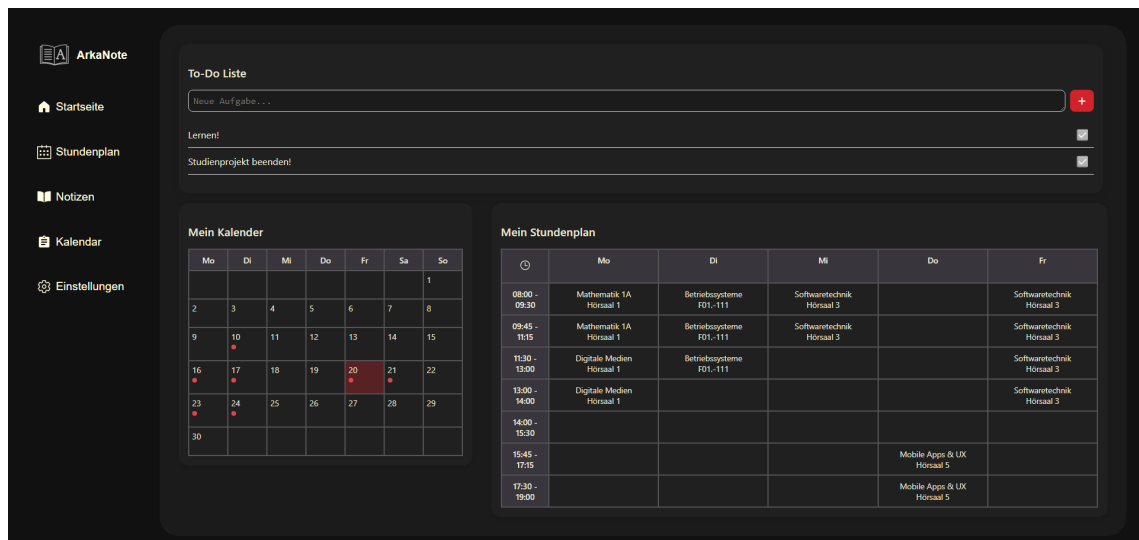 A ArkaNote
Startseite
Stundenplan
Notizen
Kalendar
Einstellungen
To-Do Liste
Neue Aufgabe...
+
Lernen!
Studienprojekt beenden!
Mein Kalender
Mo Di Mi Do Fr Sa So
1
2 3 4 5 6 7 8
9 10 11 12 13 14 15
16 17 18 19 20 21 22
23 24 25 26 27 28 29
30
Mein Stundenplan
Mo Di Mi Do Fr
08:00 - Mathematik 1A Betriebssysteme Softwaretechnik Softwaretechnik
09:30 Hörsaal 1 F01.-111 Hörsaal 3 Hörsaal 3
09:45 - Mathematik 1A Betriebssysteme Softwaretechnik Softwaretechnik
11:15 Hörsaal 1 F01.-111 Hörsaal 3 Hörsaal 3
11:30 - Digitale Medien Betriebssysteme Softwaretechnik
13:00 Hörsaal 1 F01.-111 Hörsaal 3
13:00 - Digitale Medien Softwaretechnik
14:00 Hörsaal 1 Hörsaal 3
14:00 -
15:30
15:45 - Mobile Apps & UX
17:15 Hörsaal 5
17:30 - Mobile Apps & UX
19:00 Hörsaal 5